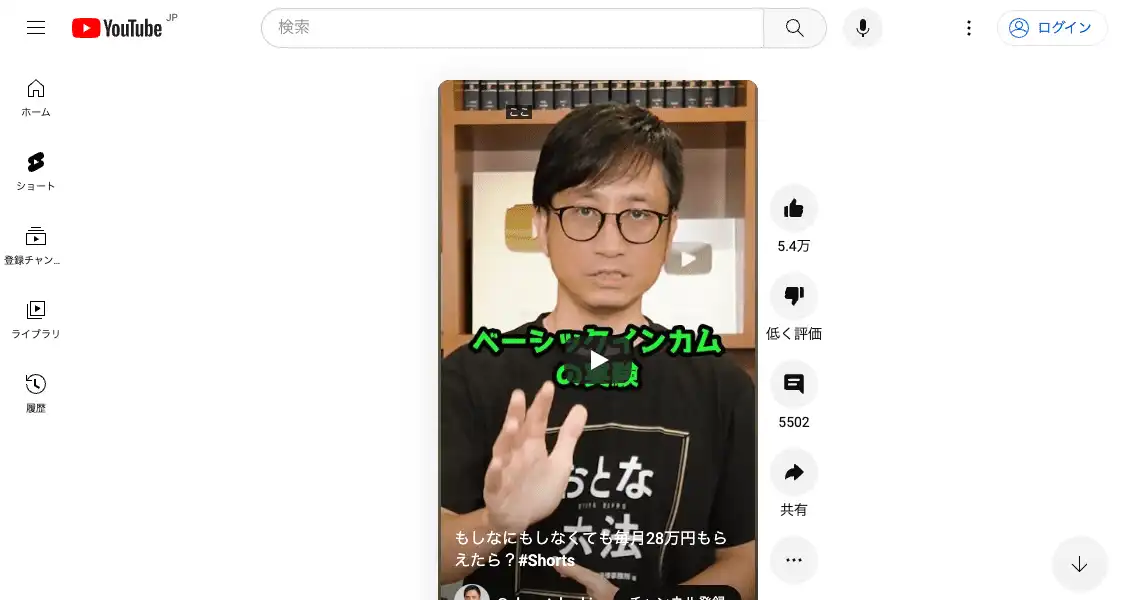 YouTube JP
検索
ログイン
ホーム
ショート
登録チャン...
ライブラリ
履歴
ここ
ベーシックインカム
の実験
おとな
六法
もしなにもしなくても毎月28万円もら
えたら？#Shorts
チャンネル登録
5.4万
低く評価
5502
共有